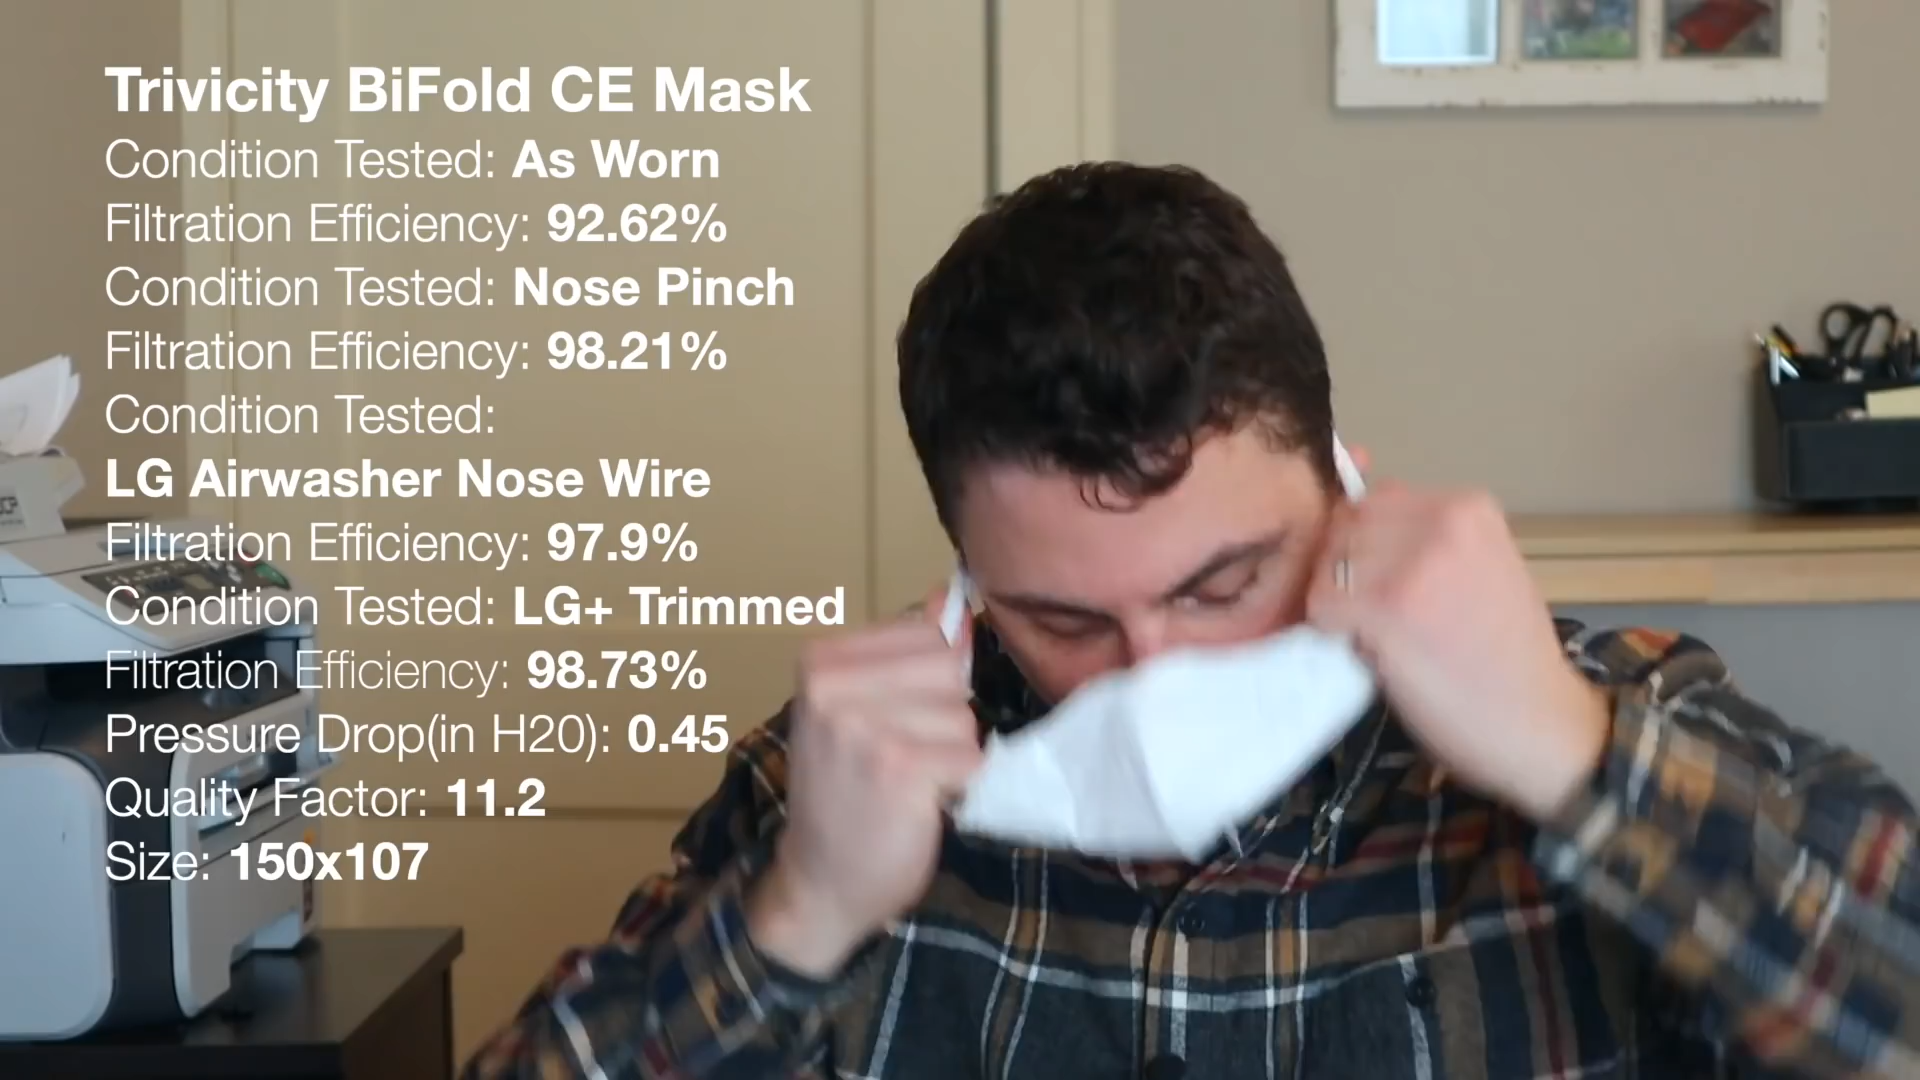 Trivicity BiFold CE Mask
Condition Tested: As Worn
Filtration Efficiency: 92.62%
Condition Tested: Nose Pinch
Filtration Efficiency: 98.21%
Condition Tested:
LG Airwasher Nose Wire
Filtration Efficiency: 97.9%
Condition Tested: LG+ Trimmed
Filtration Efficiency: 98.73%
Pressure Drop(in H20): 0.45
Quality Factor: 11.2
Size: 150x107